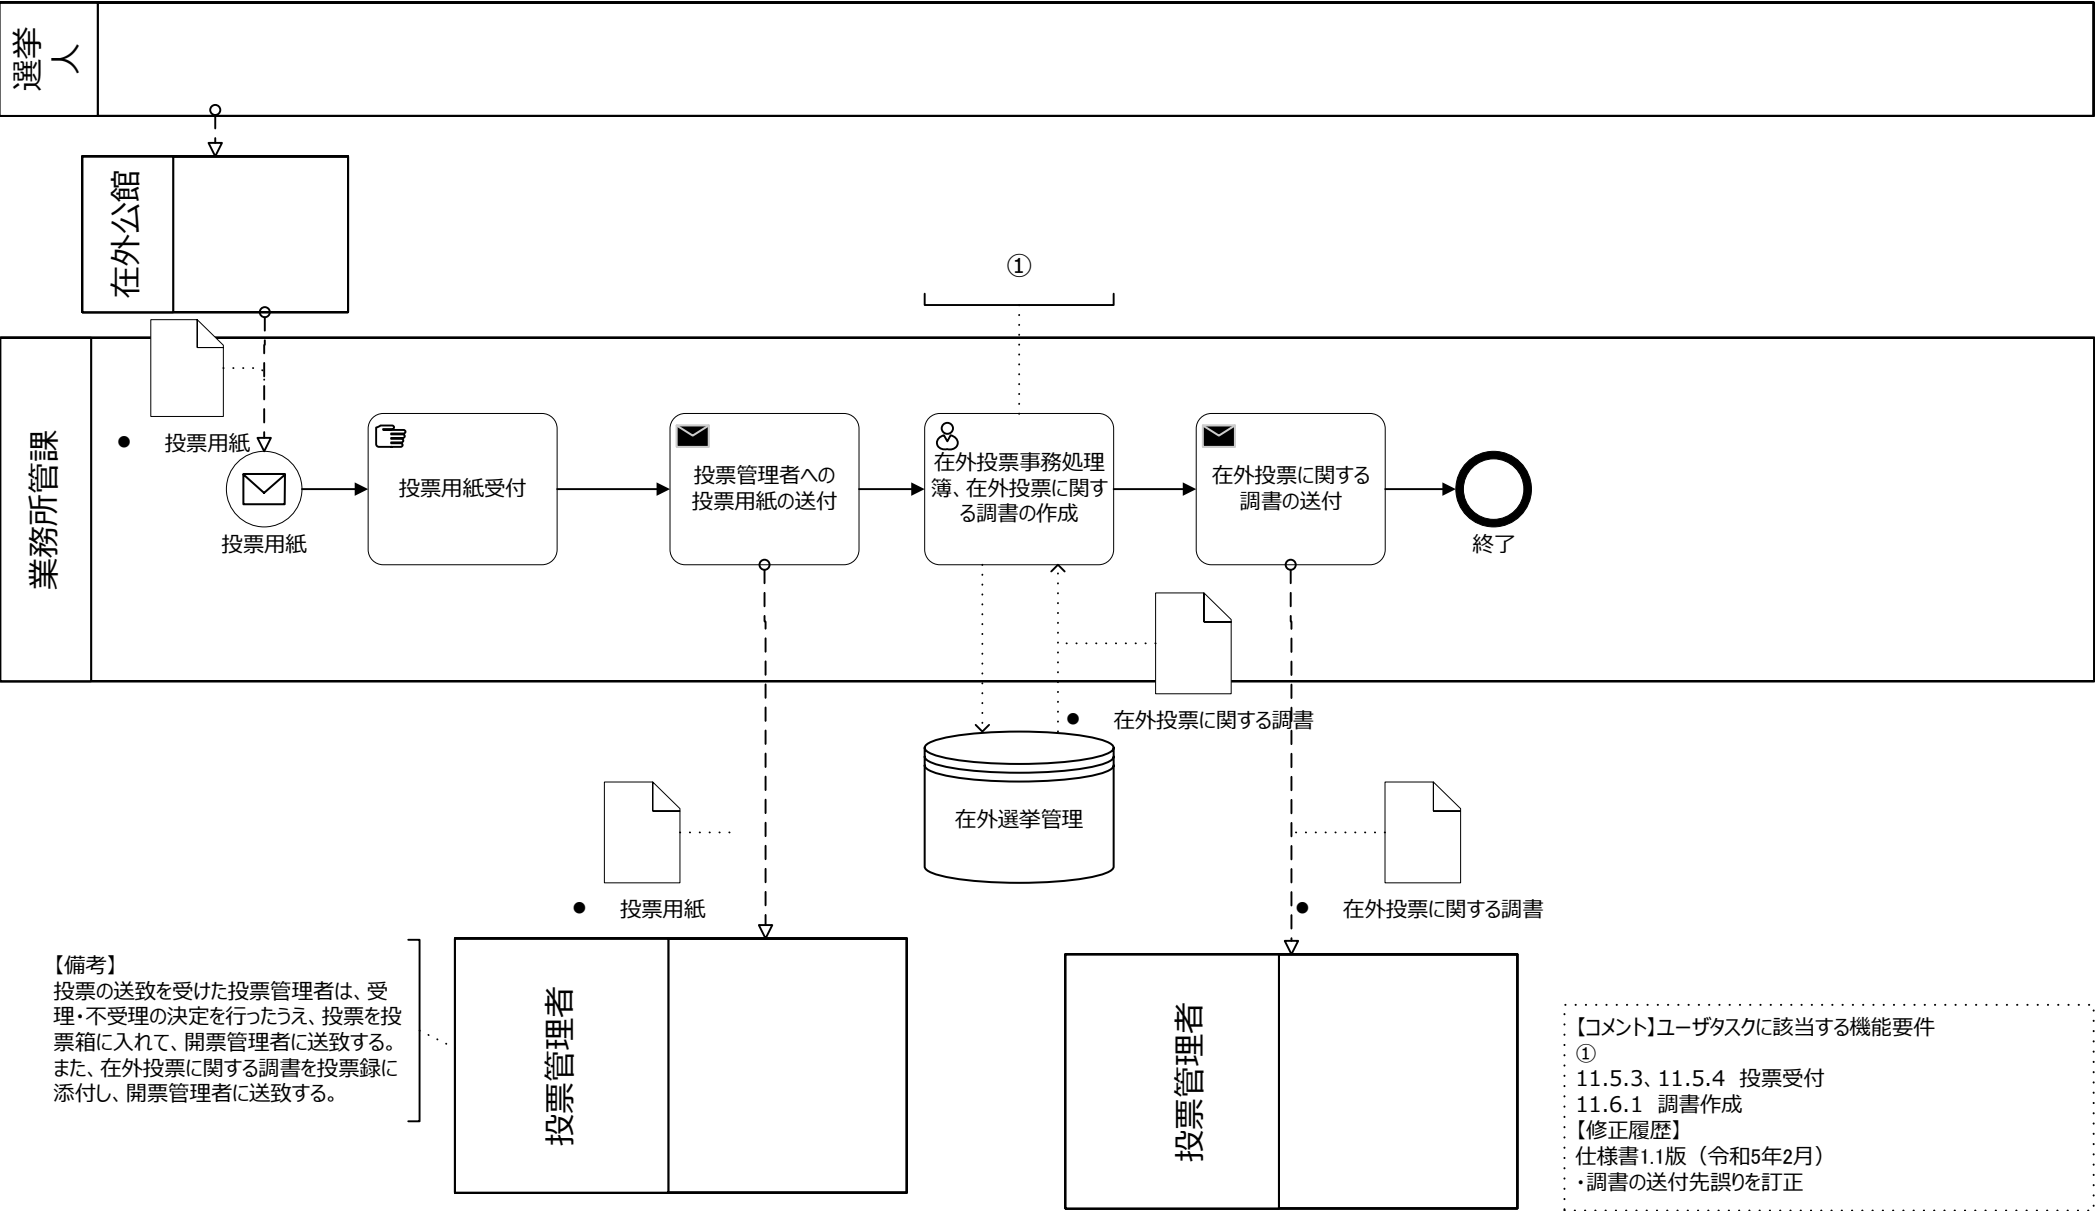 選挙
人
在外公館
①
業務所管課
● 投票用紙
投票用紙
投票用紙受付
投票管理者への
投票用紙の送付
在外投票事務処理
簿、在外投票に関す
る調書の作成
在外投票に関する
調書の送付
終了
● 在外投票に関する調書
在外選挙管理
● 投票用紙
● 在外投票に関する調書
【備考】
投票の送致を受けた投票管理者は、受
理・不受理の決定を行ったうえ、投票を投
票箱に入れて、開票管理者に送致する。
また、在外投票に関する調書を投票録に
添付し、開票管理者に送致する。
投票管理者
投票管理者
【コメント】ユーザタスクに該当する機能要件
①
11.5.3、11.5.4 投票受付
11.6.1 調書作成
【修正履歴】
仕様書1.1版（令和5年2月）
・調書の送付先誤りを訂正